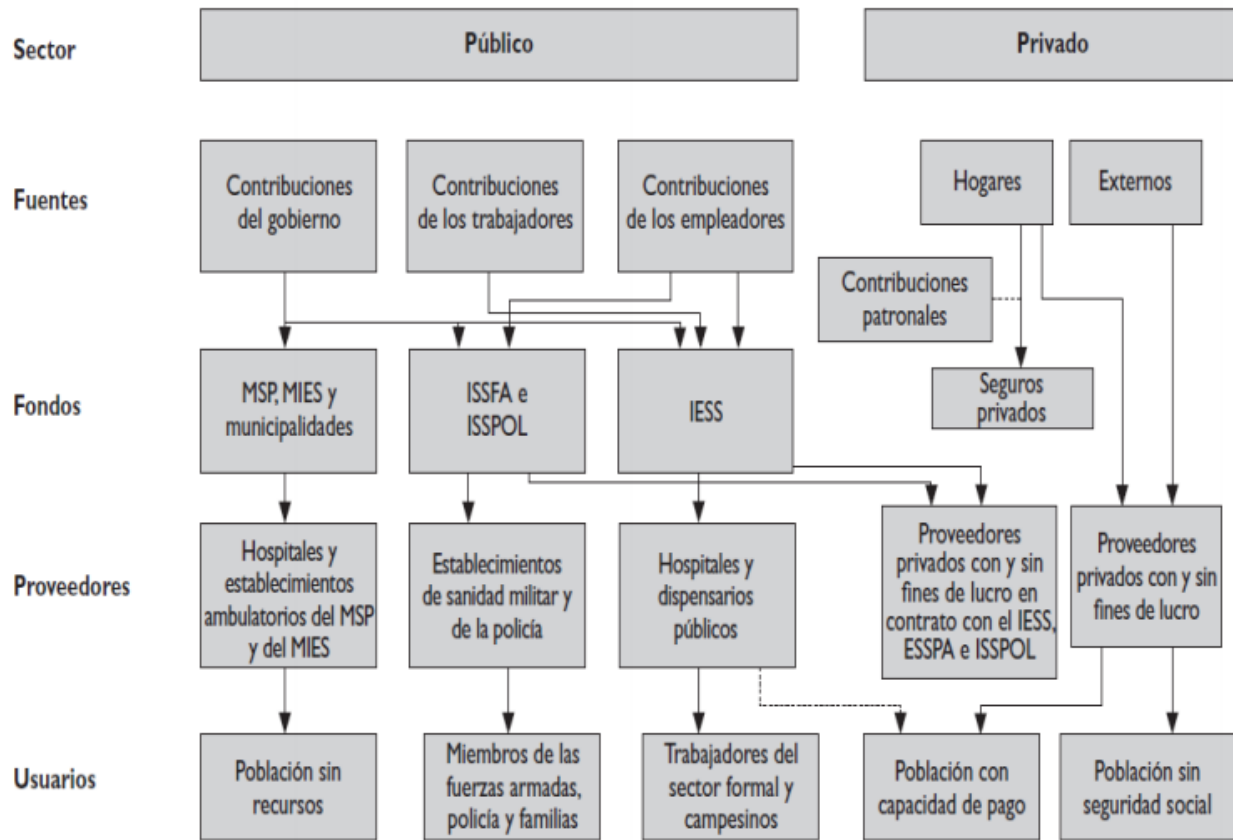 Sector
Público
Privado
Fuentes
Contribuciones
del gobierno
Contribuciones
de los trabajadores
Contribuciones
de los empleadores
Hogares
Externos
Contribuciones
patronales
Fondos
MSP, MIES y
municipalidades
ISSFA e
ISSPOL
IESS
Seguros
privados
Proveedores
Hospitales y
establecimientos
ambulatorios del MSP
y del MIES
Establecimientos
de sanidad militar y
de la policía
Hospitales y
dispensarios
públicos
Proveedores
privados con y sin
fines de lucro en
contrato con el IESS,
ESSPA e ISSPOL
Proveedores
privados con y sin
fines de lucro
Usuarios
Población sin
recursos
Miembros de las
fuerzas armadas,
policía y familias
Trabajadores del
sector formal y
campesinos
Población con
capacidad de pago
Población sin
seguridad social